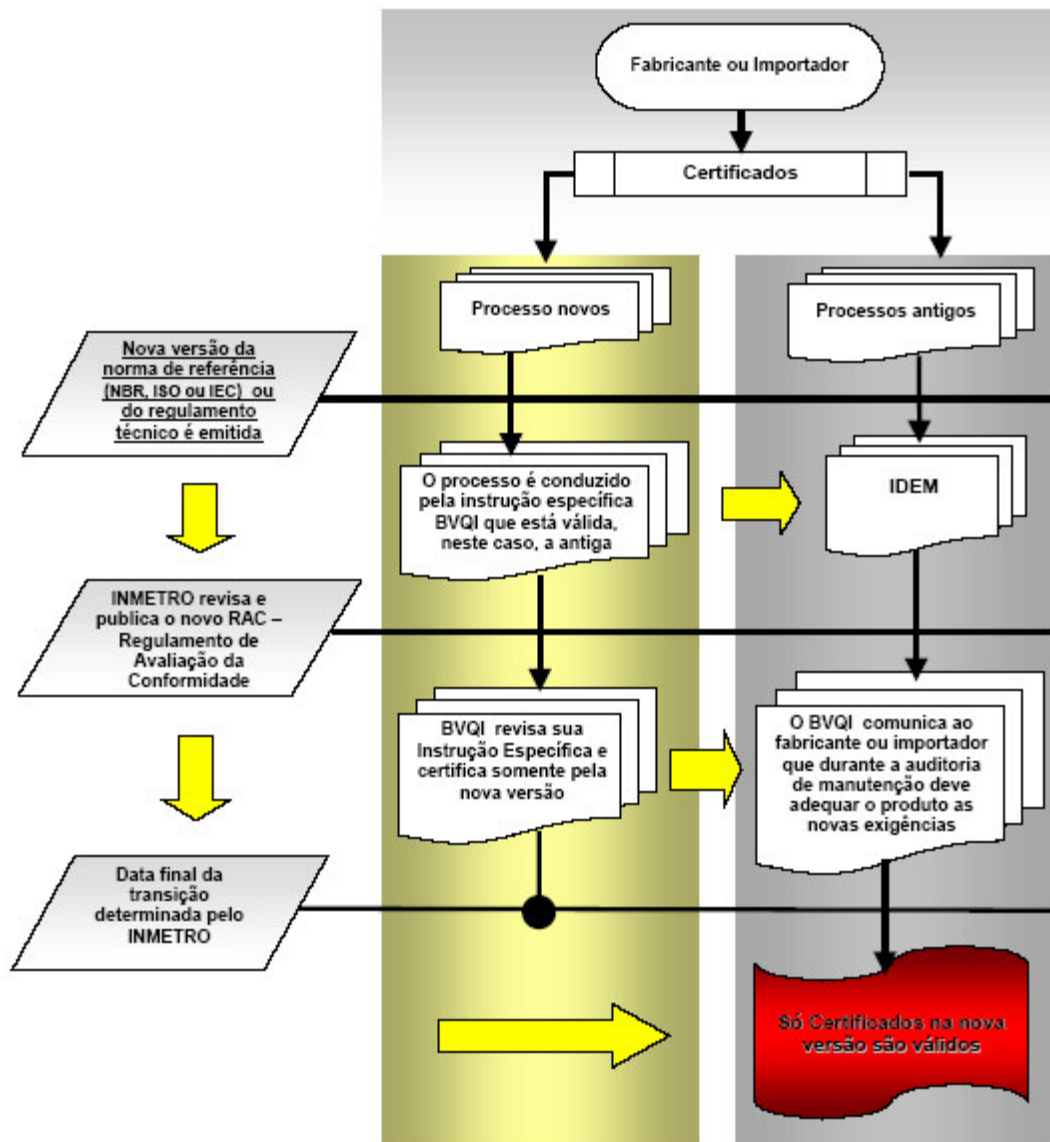 Fabricante ou Importador
Certificados
Processo novos
Processos antigos
Nova versão da
norma de referência
(NBR, ISO ou IEC) ou
do regulamento
técnico é emitida
O processo é conduzido
pela instrução específica
BVQI que está válida,
neste caso, a antiga
IDEM
INMETRO revisa e
publica o novo RAC –
Regulamento de
Avaliação da
Conformidade
BVQI revisa sua
Instrução Específica e
certifica somente pela
nova versão
O BVQI comunica ao
fabricante ou importador
que durante a auditoria
de manutenção deve
adequar o produto as
novas exigências
Data final da
transição
determinada pelo
INMETRO
Só Certificados na nova
versão são válidos